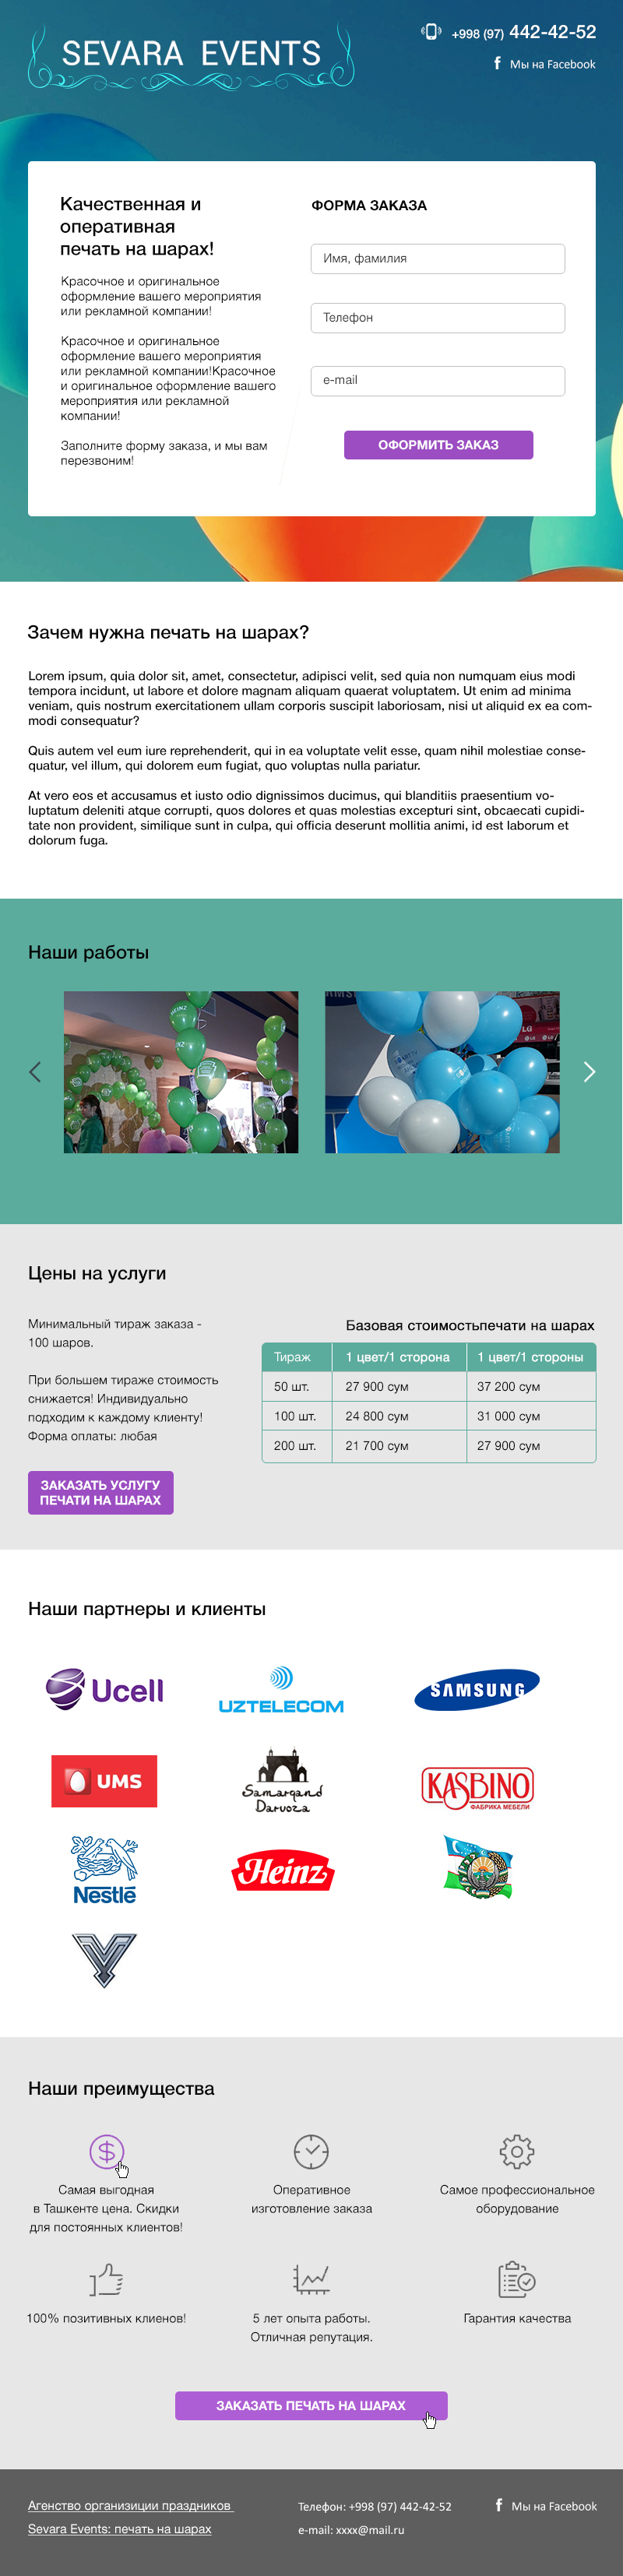 SEVARA EVENTS
+998 (97) 442-42-52
Мы на Facebook
Качественная и
оперативная
печать на шарах!
Красочное и оригинальное
оформление вашего мероприятия
или рекламной компании!
Красочное и оригинальное
оформление вашего мероприятия
или рекламной компании!Красочное
и оригинальное оформление вашего
мероприятия или рекламной
компании!
Заполните форму заказа, и мы вам
перезвоним!
ФОРМА ЗАКАЗА
Имя, фамилия
Телефон
e-mail
ОФОРМИТЬ ЗАКАЗ
Зачем нужна печать на шарах?
Lorem ipsum, quia dolor sit, amet, consectetur, adipisci velit, sed quia non numquam eius modi
tempora incidunt, ut labore et dolore magnam aliquam quaerat voluptatem. Ut enim ad minima
veniam, quis nostrum exercitationem ullam corporis suscipit laboriosam, nisi ut aliquid ex ea com-
modi consequatur?
Quis autem vel eum iure reprehenderit, qui in ea voluptate velit esse, quam nihil molestiae conse-
quatur, vel illum, qui dolorem eum fugiat, quo voluptas nulla pariatur.
At vero eos et accusamus et iusto odio dignissimos ducimus, qui blanditiis praesentium vo-
luptatum deleniti atque corrupti, quos dolores et quas molestias excepturi sint, obcaecati cupidi-
tate non provident, similique sunt in culpa, qui officia deserunt mollitia animi, id est laborum et
dolorum fuga.
Наши работы
HEINZ
HEINZ
HEINZ
SAMSUNG
LG
LG
Цены на услуги
Минимальный тираж заказа -
100 шаров.
При большем тираже стоимость
снижается! Индивидуально
подходим к каждому клиенту!
Форма оплаты: любая
ЗАКАЗАТЬ УСЛУГУ
ПЕЧАТИ НА ШАРАХ
Базовая стоимостьпечати на шарах
Тираж 1 цвет/1 сторона 1 цвет/1 стороны
50 шт. 27 900 сум 37 200 сум
100 шт. 24 800 сум 31 000 сум
200 шт. 21 700 сум 27 900 сум
Наши партнеры и клиенты
Ucell
UZTELECOM
SAMSUNG
UMS
Samarqand
Darvoza
KASBINO
ФАБРИКА МЕБЕЛИ
Nestlé
Heinz
Наши преимущества
Самая выгодная
в Ташкенте цена. Скидки
для постоянных клиентов!
Оперативное
изготовление заказа
Самое профессиональное
оборудование
100% позитивных клиенов!
5 лет опыта работы.
Отличная репутация.
Гарантия качества
ЗАКАЗАТЬ ПЕЧАТЬ НА ШАРАХ
Агенство организиции праздников
Sevara Events: печать на шарах
Телефон: +998 (97) 442-42-52
e-mail: xxxx@mail.ru
Мы на Facebook